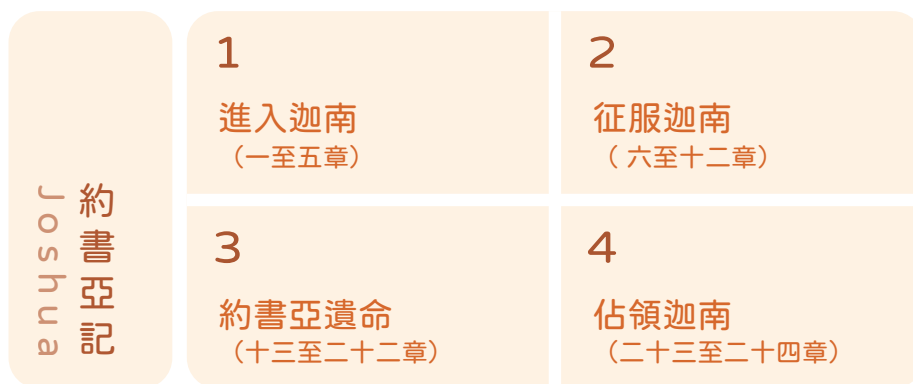 約書亞記
Joshua
1
進入迦南
（一至五章）
2
征服迦南
（ 六至十二章）
3
約書亞遺命
（十三至二十二章）
4
佔領迦南
（二十三至二十四章）